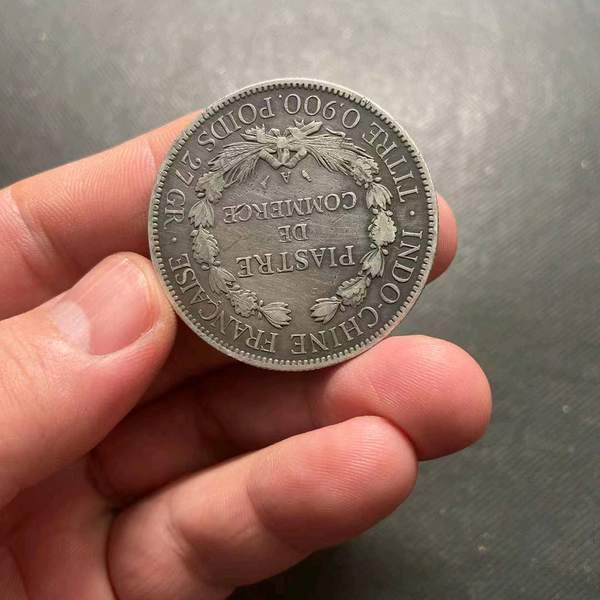 INDO-CHINE FRANÇAISE
PIASTRE
DE
COMMERCE
A
TITRE 0,900. POIDS 27 GR.